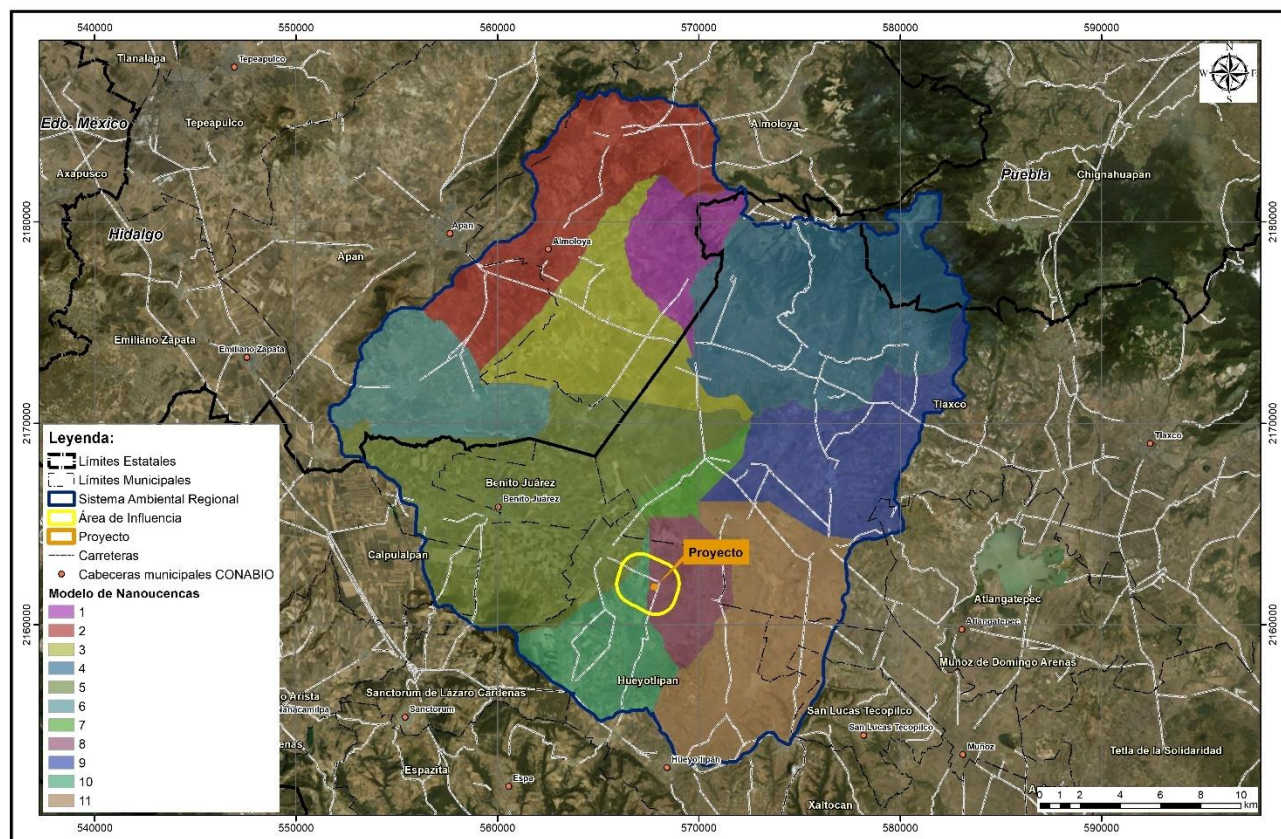 540000 550000 560000 570000 580000 590000
Tlanalapa
Tepeapulco
N
W E
S
Edo. México
Tepeapulco
Almoloya
Axapusco
Puebla
Chignahuapan
2180000
2180000
Hidalgo
Apan
Apan
Almoloya
Emiliano Zapata
Emiliano Zapata
Tlaxco
2170000
2170000
Tlaxco
Leyenda:
Límites Estatales
Límites Municipales
Sistema Ambiental Regional
Área de Influencia
Proyecto
Carreteras
Cabeceras municipales CONABIO
Modelo de Nanoucencas
1
2
3
4
5
6
7
8
9
10
11
Benito Juárez
Benito Juárez
Calpulalpan
Proyecto
Atlangatepec
Atlangatepec
2160000
2160000
Muñoz de Domingo Arenas
Hueyotlipan
Sanctorum de Lázaro Cárdenas
Sanctorum
San Lucas Tecopilco
San Lucas Tecopilco
Muñoz
Tetla de la Solidaridad
Hueyotlipan
Españita
Espa
Xaltocan
0 1 2 4 6 8 10
km
540000 550000 560000 570000 580000 590000